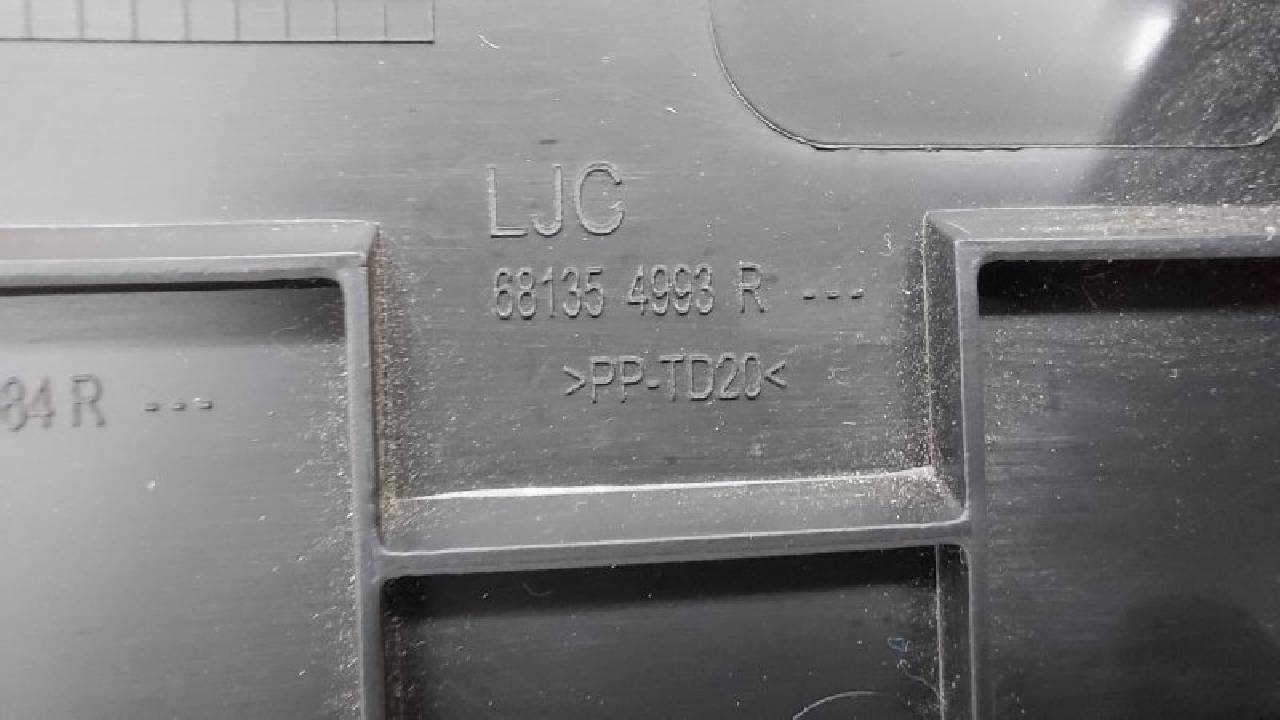 LJC
68135 4993 R ---
>PP-TD20<
84 R ---